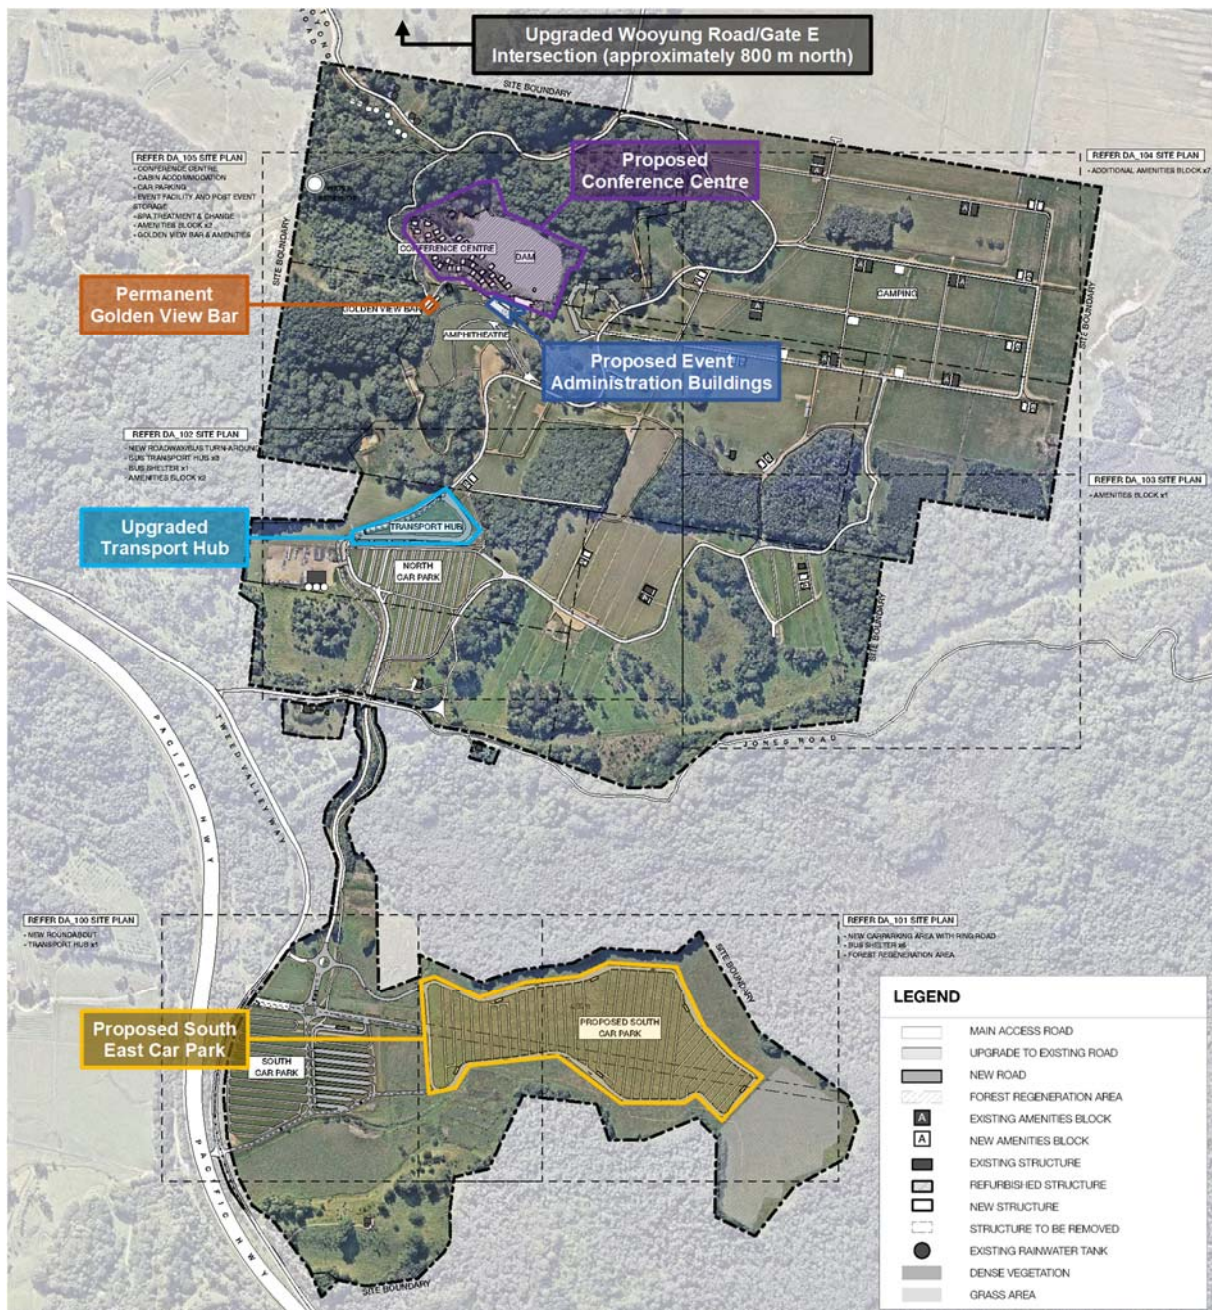 Upgraded Wooyung Road/Gate E
Intersection (approximately 800 m north)
SITE BOUNDARY
REFER DA_105 SITE PLAN
- CONFERENCE CENTRE
- CABIN ACCOMMODATION
- CAR PARKING
- EVENT FACILITY AND POST EVENT
STORAGE
- SPA TREATMENT & CHANGE
- AMENITIES BLOCK x2
- GOLDEN VIEW BAR & AMENITIES
Proposed
Conference Centre
REFER DA_104 SITE PLAN
- ADDITIONAL AMENITIES BLOCK x7
SITE BOUNDARY
CONFERENCE CENTRE
DAM
Permanent
Golden View Bar
GOLDEN VIEW BAR
AMPHITHEATRE
CAMPING
SITE BOUNDARY
Proposed Event
Administration Buildings
REFER DA_102 SITE PLAN
- NEW ROADWAY/BUS TURN-AROUND
- BUS TRANSPORT HUB x3
- BUS SHELTER x1
- AMENITIES BLOCK x2
REFER DA_103 SITE PLAN
- AMENITIES BLOCK x1
Upgraded
Transport Hub
TRANSPORT HUB
NORTH
CAR PARK
SITE BOUNDARY
PACIFIC HWY
TWEED VALLEY WAY
JONES ROAD
REFER DA_100 SITE PLAN
- NEW ROUNDABOUT
- TRANSPORT HUB x1
REFER DA_101 SITE PLAN
- NEW CARPARKING AREA WITH RING ROAD
- BUS SHELTER x6
- FOREST REGENERATION AREA
SITE BOUNDARY
Proposed South
East Car Park
PROPOSED SOUTH
CAR PARK
SOUTH
CAR PARK
PACIFIC HWY
SITE BOUNDARY
LEGEND
MAIN ACCESS ROAD
UPGRADE TO EXISTING ROAD
NEW ROAD
FOREST REGENERATION AREA
A EXISTING AMENITIES BLOCK
A NEW AMENITIES BLOCK
EXISTING STRUCTURE
REFURBISHED STRUCTURE
NEW STRUCTURE
STRUCTURE TO BE REMOVED
EXISTING RAINWATER TANK
DENSE VEGETATION
GRASS AREA